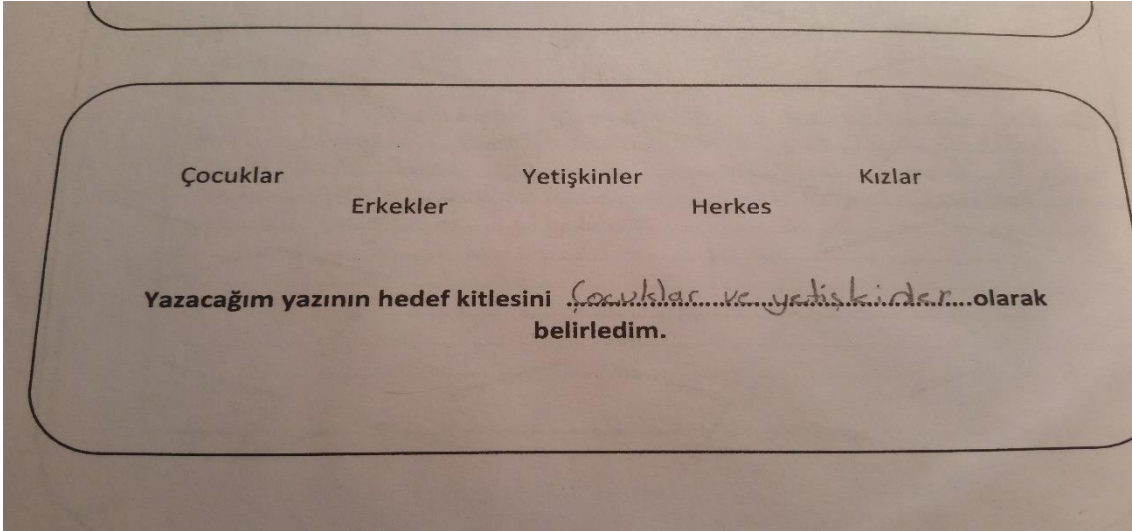 Çocuklar Yetişkinler Kızlar
Erkekler Herkes
Yazacağım yazının hedef kitlesini Çocuklar ve yetişkinler olarak
belirledim.